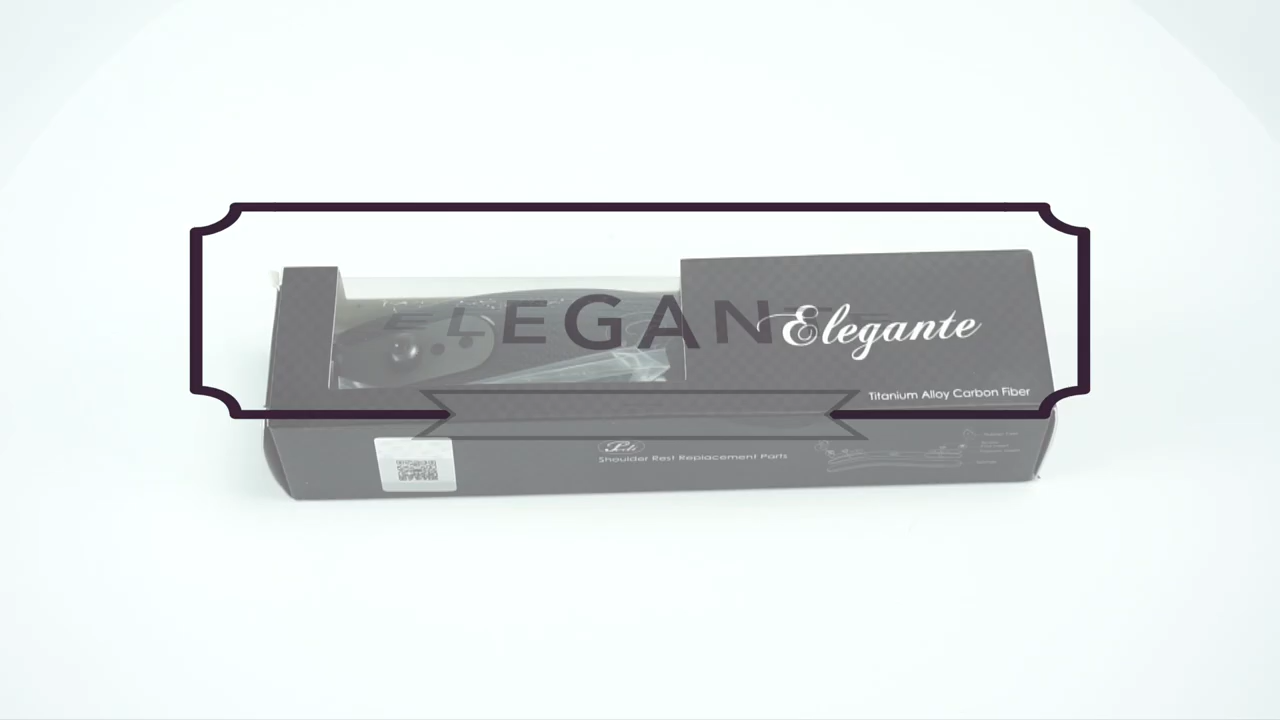 ELEGANTE
Elegante
Titanium Alloy Carbon Fiber
Shoulder Rest Replacement Parts